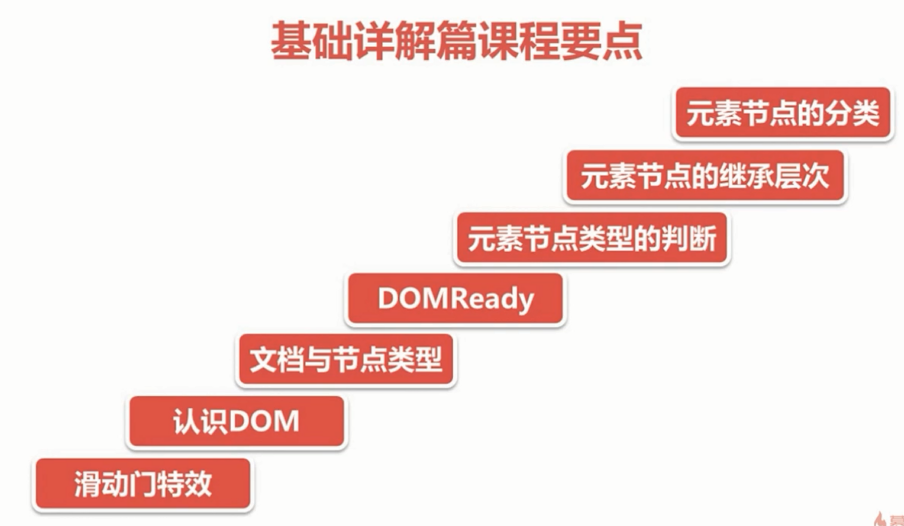 基础详解篇课程要点
元素节点的分类
元素节点的继承层次
元素节点类型的判断
DOMReady
文档与节点类型
认识DOM
滑动门特效